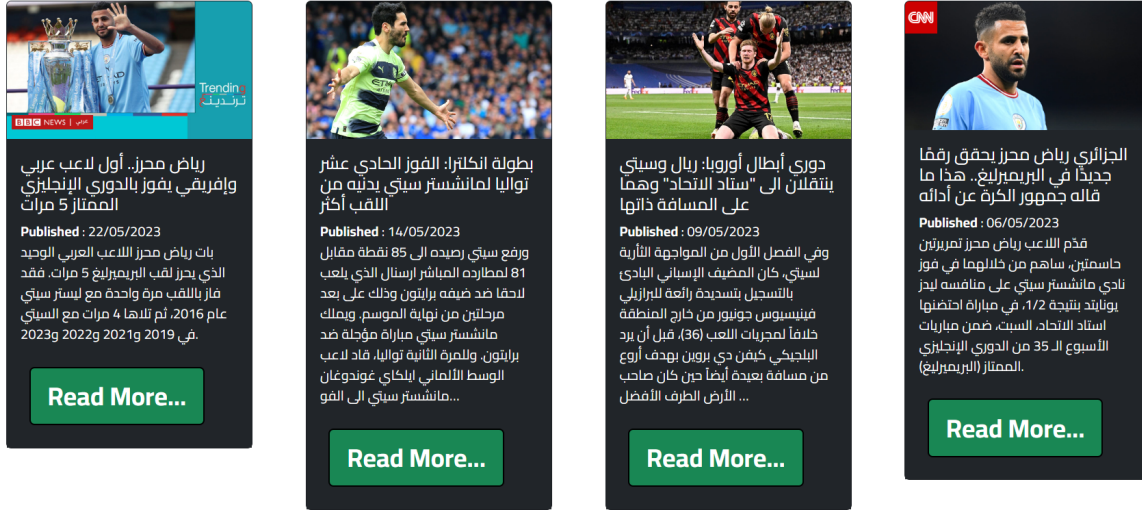 Trending
ترندينغ
BBC NEWS | عربي
رياض محرز.. أول لاعب عربي
وإفريقي يفوز بالدوري الإنجليزي
الممتاز 5 مرات
Published : 22/05/2023
بات رياض محرز اللاعب العربي الوحيد
الذي يحرز لقب البريميرليغ 5 مرات. فقد
فاز باللقب مرة واحدة مع ليستر سيتي
عام 2016، ثم تلاها 4 مرات مع السيتي
في 2019 و2021 و2022 و2023.
Read More...
بطولة انكلترا: الفوز الحادي عشر
تواليا لمانشستر سيتي يدنيه من
اللقب أكثر
Published : 14/05/2023
ورفع سيتي رصيده الى 85 نقطة مقابل
81 لمطارده المباشر ارسنال الذي يلعب
لاحقا ضد ضيفه برايتون وذلك على بعد
مرحلتين من نهاية الموسم. ويملك
مانشستر سيتي مباراة مؤجلة ضد
برايتون. وللمرة الثانية تواليا، قاد لاعب
الوسط الألماني ايلكاي غوندوغان
مانشستر سيتي الى الفو...
Read More...
دوري أبطال أوروبا: ريال وسيتي
ينتقلان الى "ستاد الاتحاد" وهما
على المسافة ذاتها
Published : 09/05/2023
وفي الفصل الأول من المواجهة الثأرية
لسيتي، كان المضيف الإسباني البادئ
بالتسجيل بتسديدة رائعة للبرازيلي
فينيسيوس جونيور من خارج المنطقة
خلافاً لمجريات اللعب (36)، قبل أن يرد
البلجيكي كيفن دي بروين بهدف أروع
من مسافة بعيدة أيضاً حين كان صاحب
الأرض الطرف الأفضل ...
Read More...
CNN
الجزائري رياض محرز يحقق رقمًا
جديدًا في البريميرليغ.. هذا ما
قاله جمهور الكرة عن أدائه
Published : 06/05/2023
قدّم اللاعب رياض محرز تمريرتين
حاسمتين، ساهم من خلالهما في فوز
نادي مانشستر سيتي على منافسه ليدز
يونايتد بنتيجة 1/2، في مباراة احتضنها
استاد الاتحاد، السبت، ضمن مباريات
الأسبوع الـ 35 من الدوري الإنجليزي
الممتاز (البريميرليغ).
Read More...